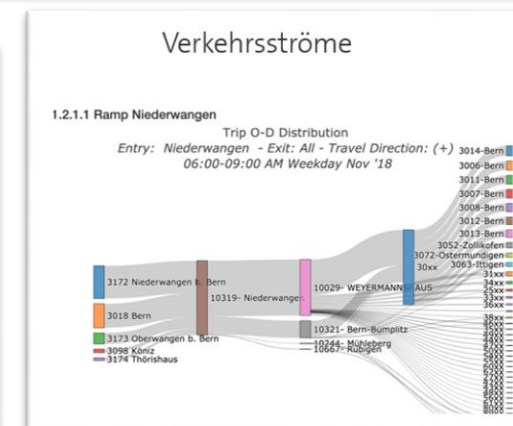 Verkehrsströme
1.2.1.1 Ramp Niederwangen
Trip O-D Distribution
Entry: Niederwangen - Exit: All - Travel Direction: (+)
06:00-09:00 AM Weekday Nov '18
3014-Bern
3006-Bern
3011-Bern
3007-Bern
3008-Bern
3012-Bern
3013-Bern
3052-Zollikofen
3072-Ostermundigen
3063-Ittigen
30xx
31xx
34xx
33xx
36xx
38xx
3172 Niederwangen b. Bern
3018 Bern
3173 Oberwangen b. Bern
3098 Köniz
3174 Thörishaus
10319- Niederwangen
10029- WEYERMANNSHAUS
10321- Bern-Bümpliz
10244- Mühleberg
10667- Rubigen